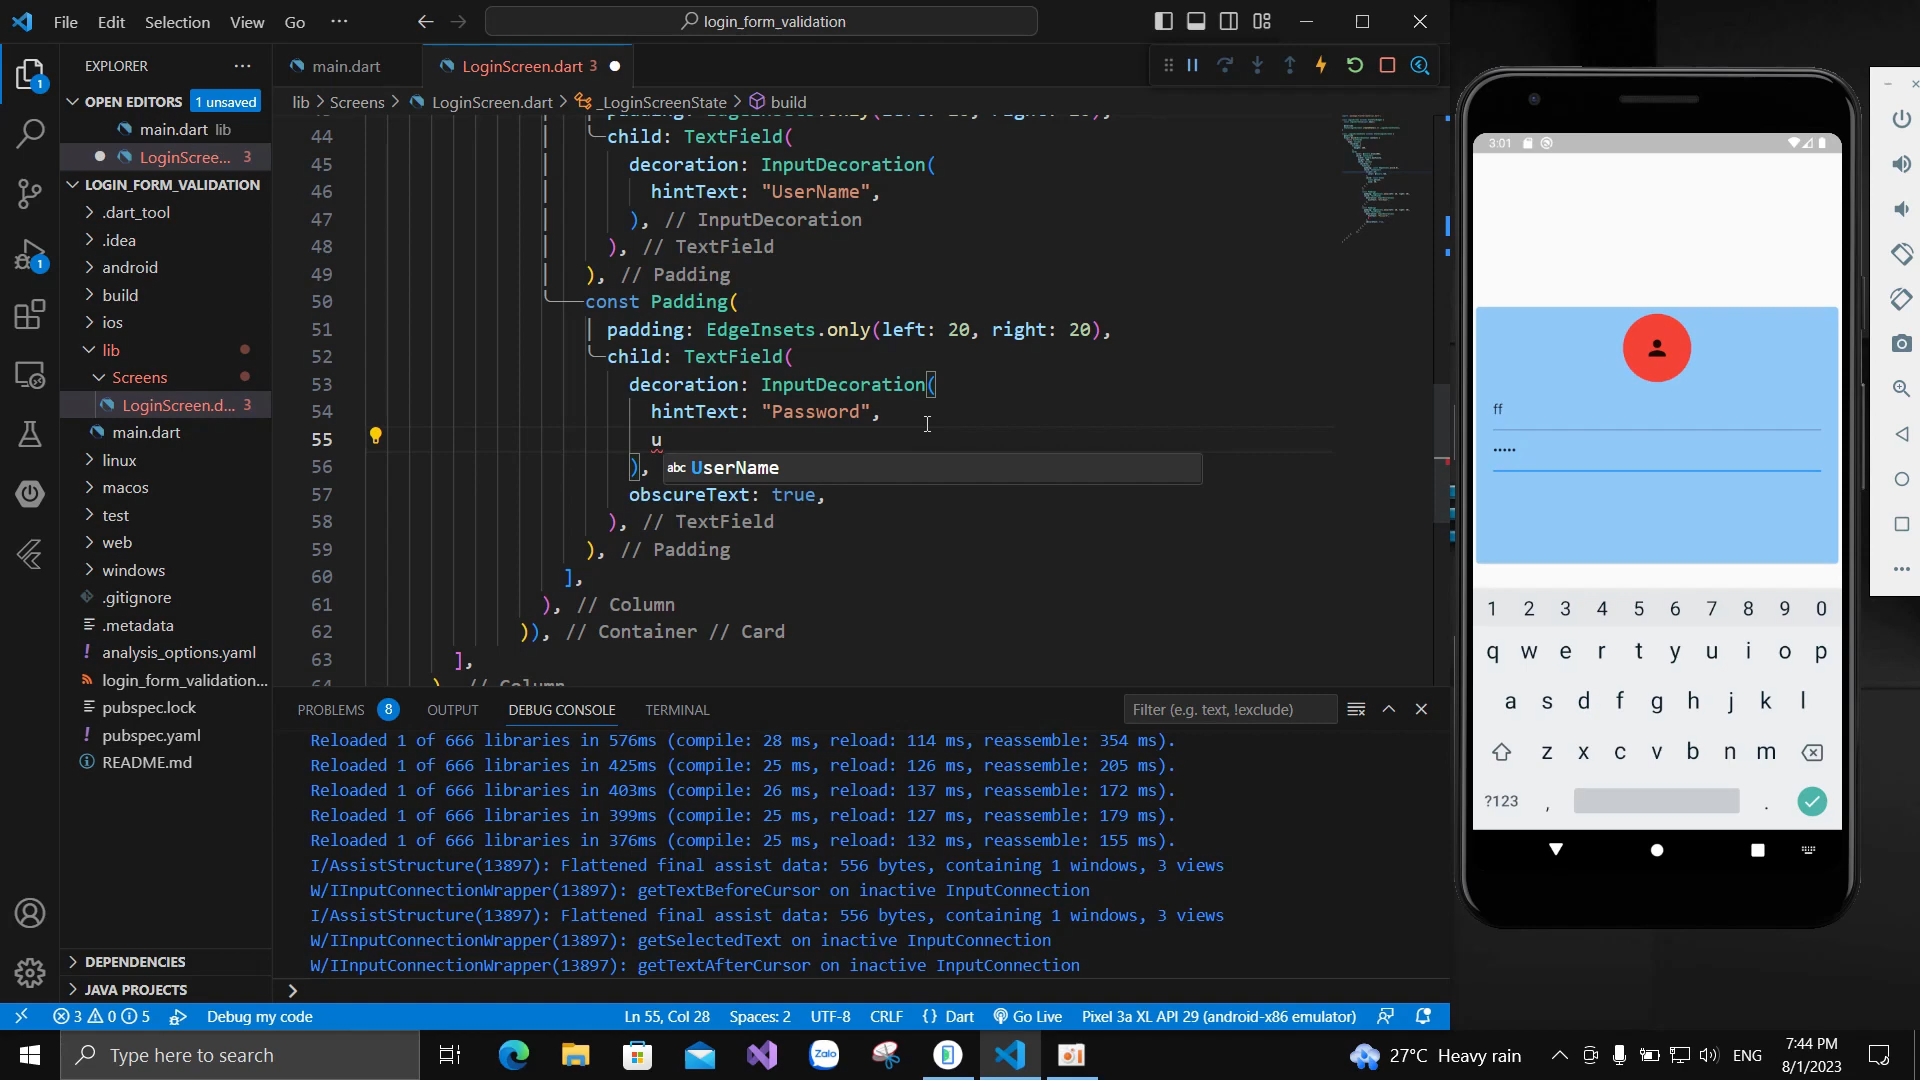 File Edit Selection View Go ···
login_form_validation
EXPLORER
OPEN EDITORS 1 unsaved
main.dart lib
LoginScree... 3
LOGIN_FORM_VALIDATION
.dart_tool
.idea
android
build
ios
lib
Screens
LoginScreen.d... 3
main.dart
linux
macos
test
web
windows
.gitignore
.metadata
analysis_options.yaml
login_form_validation...
pubspec.lock
pubspec.yaml
README.md
DEPENDENCIES
JAVA PROJECTS
main.dart LoginScreen.dart 3
lib > Screens > LoginScreen.dart > _LoginScreenState > build
44 child: TextField(
45 decoration: InputDecoration(
46 hintText: "UserName",
47 ), // InputDecoration
48 ), // TextField
49 ), // Padding
50 const Padding(
51 padding: EdgeInsets.only(left: 20, right: 20),
52 child: TextField(
53 decoration: InputDecoration(
54 hintText: "Password",
55 u
56 ), abc UserName
57 obscureText: true,
58 ), // TextField
59 ), // Padding
60 ],
61 ), // Column
62 )), // Container // Card
63 ],
PROBLEMS 8 OUTPUT DEBUG CONSOLE TERMINAL Filter (e.g. text, !exclude)
Reloaded 1 of 666 libraries in 576ms (compile: 28 ms, reload: 114 ms, reassemble: 354 ms).
Reloaded 1 of 666 libraries in 425ms (compile: 25 ms, reload: 126 ms, reassemble: 205 ms).
Reloaded 1 of 666 libraries in 403ms (compile: 26 ms, reload: 137 ms, reassemble: 172 ms).
Reloaded 1 of 666 libraries in 399ms (compile: 25 ms, reload: 127 ms, reassemble: 179 ms).
Reloaded 1 of 666 libraries in 376ms (compile: 25 ms, reload: 132 ms, reassemble: 155 ms).
I/AssistStructure(13897): Flattened final assist data: 556 bytes, containing 1 windows, 3 views
W/IInputConnectionWrapper(13897): getTextBeforeCursor on inactive InputConnection
I/AssistStructure(13897): Flattened final assist data: 556 bytes, containing 1 windows, 3 views
W/IInputConnectionWrapper(13897): getSelectedText on inactive InputConnection
W/IInputConnectionWrapper(13897): getTextAfterCursor on inactive InputConnection
3 0 5 Debug my code Ln 55, Col 28 Spaces: 2 UTF-8 CRLF {} Dart Go Live Pixel 3a XL API 29 (android-x86 emulator)
3:01
ff
•••••
1 2 3 4 5 6 7 8 9 0
q w e r t y u i o p
a s d f g h j k l
z x c v b n m
?123 , .
Type here to search
Zalo
27°C Heavy rain
ENG
7:44 PM
8/1/2023